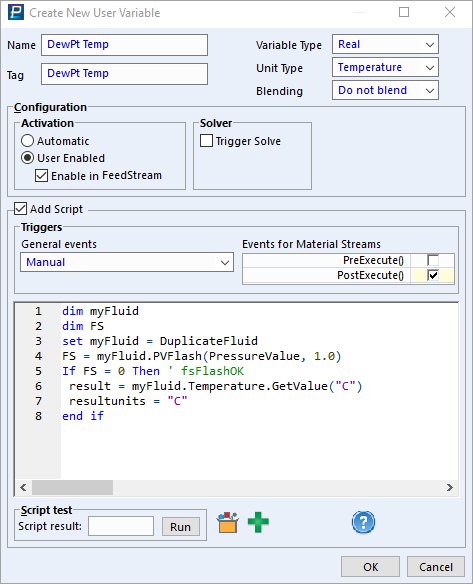 Create New User Variable
Name DewPt Temp Variable Type Real
Tag DewPt Temp Unit Type Temperature
Blending Do not blend
Configuration
Activation Solver
Automatic Trigger Solve
User Enabled
Enable in FeedStream
Add Script
Triggers
General events Events for Material Streams
Manual PreExecute()
PostExecute()
1 dim myFluid
2 dim FS
3 set myFluid = DuplicateFluid
4 FS = myFluid.PVFlash(PressureValue, 1.0)
5 If FS = 0 Then ' fsFlashOK
6 result = myFluid.Temperature.GetValue("C")
7 resultunits = "C"
8 end if
Script test
Script result: Run ?
OK Cancel